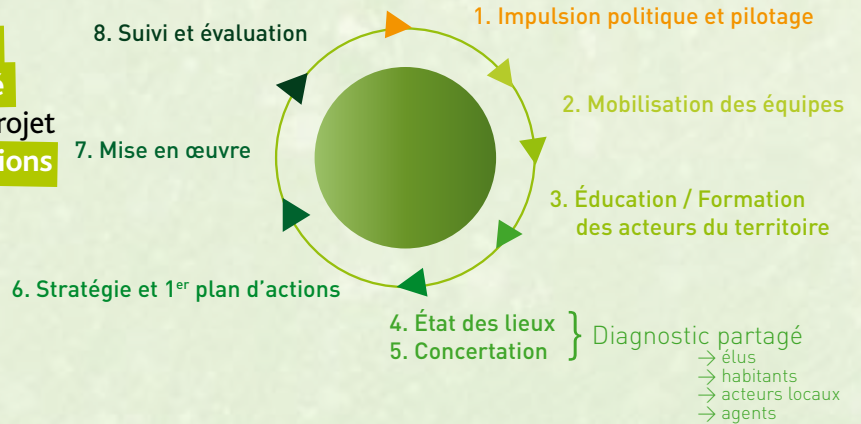 rojet
ions
1. Impulsion politique et pilotage
2. Mobilisation des équipes
3. Éducation / Formation
des acteurs du territoire
4. État des lieux
5. Concertation
} Diagnostic partagé
→ élus
→ habitants
→ acteurs locaux
→ agents
6. Stratégie et 1er plan d'actions
7. Mise en œuvre
8. Suivi et évaluation